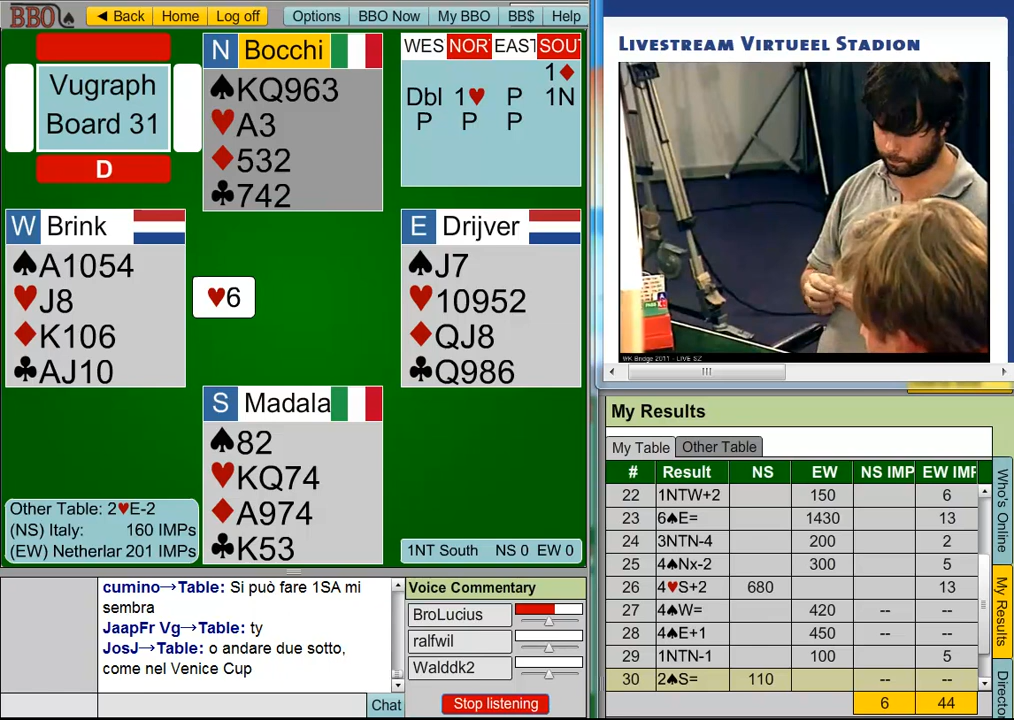 BBO ◄ Back Home Log off Options BBO Now My BBO BB$ Help
Vugraph
Board 31
D
N Bocchi
♠KQ963
♥A3
♦532
♣742
WES NOR EAST SOU
1♦
Dbl 1♥ P 1N
P P P
W Brink
♠A1054
♥J8
♦K106
♣AJ10
♥6
E Drijver
♠J7
♥10952
♦QJ8
♣Q986
S Madala
♠82
♥KQ74
♦A974
♣K53
Other Table: 2♥E-2
(NS) Italy: 160 IMPs
(EW) Netherlar 201 IMPs
1NT South NS 0 EW 0
cumino→Table: Si può fare 1SA mi
sembra
JaapFr Vg→Table: ty
JosJ→Table: o andare due sotto,
come nel Venice Cup
Chat
Voice Commentary
BroLucius
ralfwil
Walddk2
Stop listening
Livestream Virtueel Stadion
WK Bridge 2011 - LIVE SZ
My Results
My Table Other Table
# Result NS EW NS IMP EW IMF
22 1NTW+2 150 6
23 6♠E= 1430 13
24 3NTN-4 200 2
25 4♠Nx-2 300 5
26 4♥S+2 680 13
27 4♠W= 420 -- --
28 4♠E+1 450 -- --
29 1NTN-1 100 5
30 2♠S= 110 -- --
6 44
Who's Online
My Results
Director